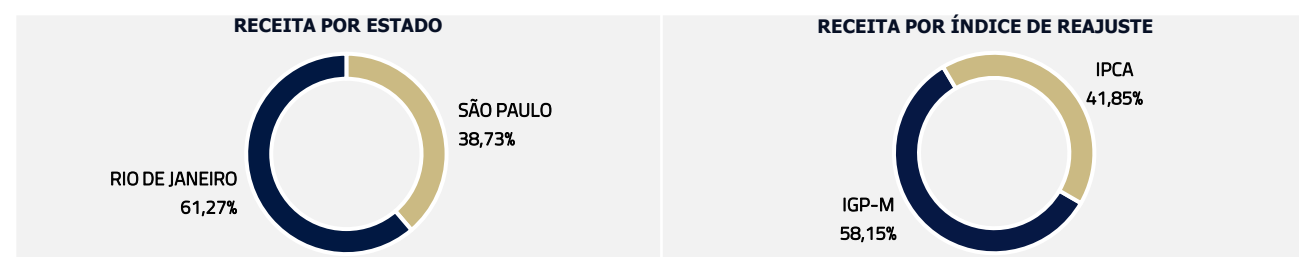 RECEITA POR ESTADO
SÃO PAULO
38,73%
RIO DE JANEIRO
61,27%
RECEITA POR ÍNDICE DE REAJUSTE
IPCA
41,85%
IGP-M
58,15%